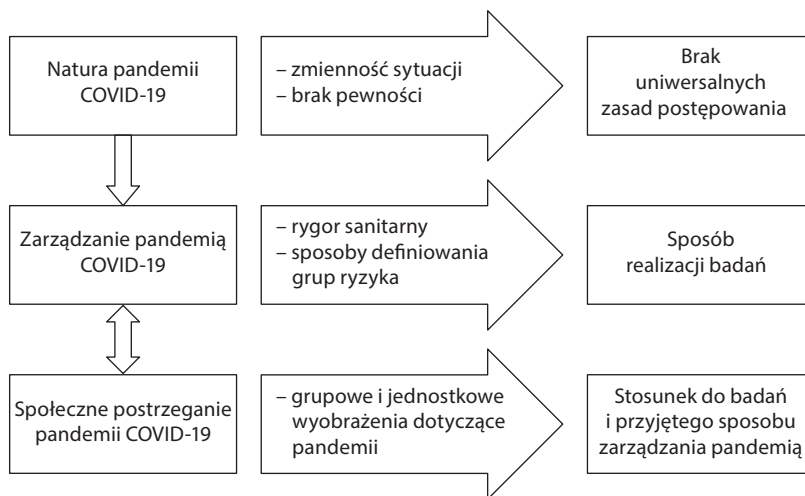 Natura pandemii
COVID-19
– zmienność sytuacji
– brak pewności
Brak
uniwersalnych
zasad postępowania
Zarządzanie pandemią
COVID-19
– rygor sanitarny
– sposoby definiowania
grup ryzyka
Sposób
realizacji badań
Społeczne postrzeganie
pandemii COVID-19
– grupowe i jednostkowe
wyobrażenia dotyczące
pandemii
Stosunek do badań
i przyjętego sposobu
zarządzania pandemią